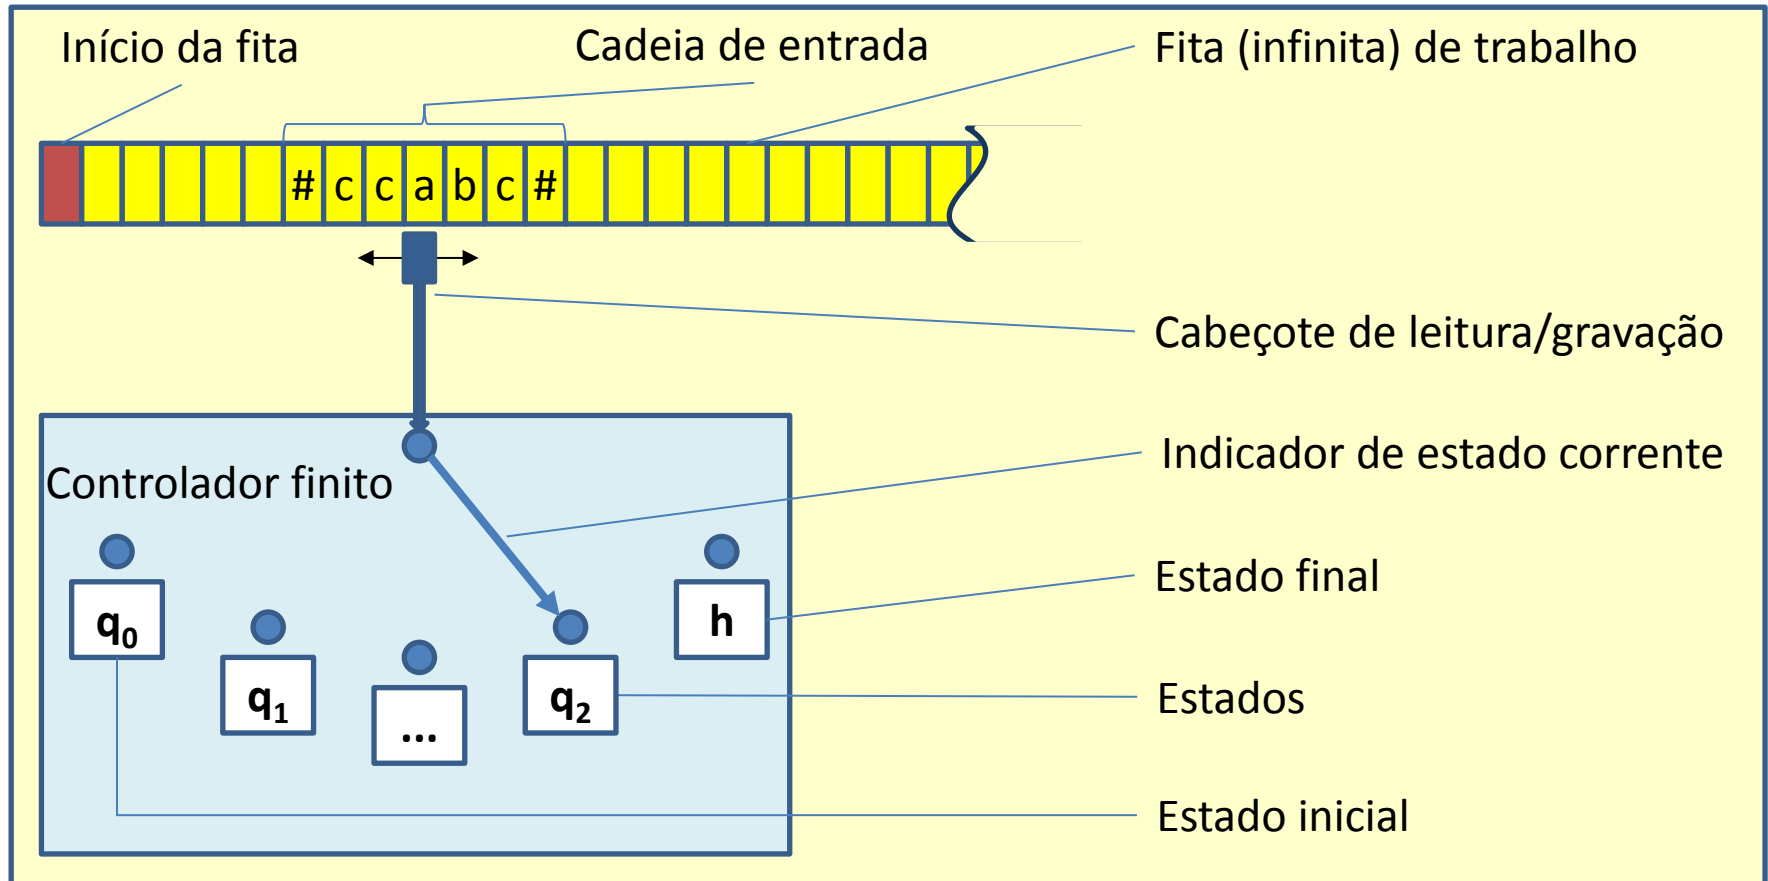 Início da fita
Cadeia de entrada
Fita (infinita) de trabalho
# c c a b c #
Cabeçote de leitura/gravação
Indicador de estado corrente
Controlador finito
Estado final
q0
h
q1
q2
...
Estados
Estado inicial